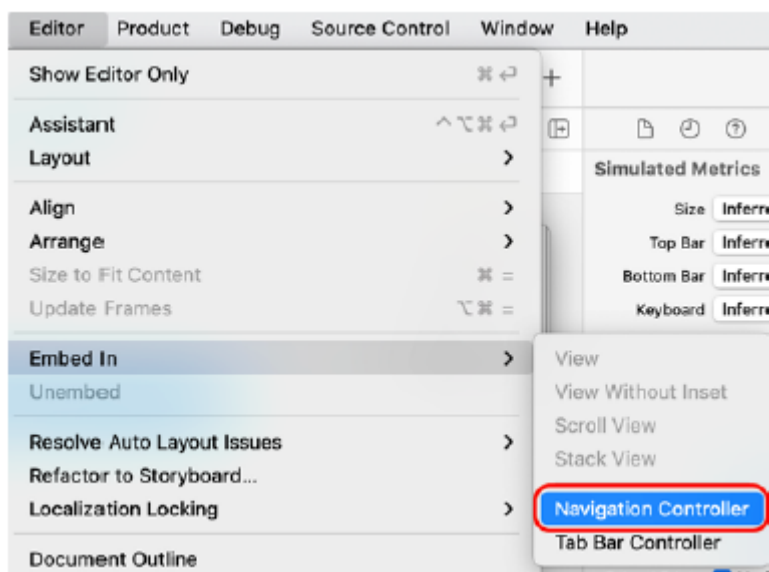 Editor Product Debug Source Control Window Help
Show Editor Only ⌘ ↩
Assistant ^⌥⌘ ↩
Layout
Simulated Metrics
Align
Size
Arrange
Top Bar
Size to Fit Content ⌘ =
Bottom Bar
Update Frames ⌥⌘ =
Keyboard
Embed In
View
Unembed
View Without Inset
Scroll View
Resolve Auto Layout Issues
Stack View
Refactor to Storyboard...
Localization Locking
Navigation Controller
Tab Bar Controller
Document Outline